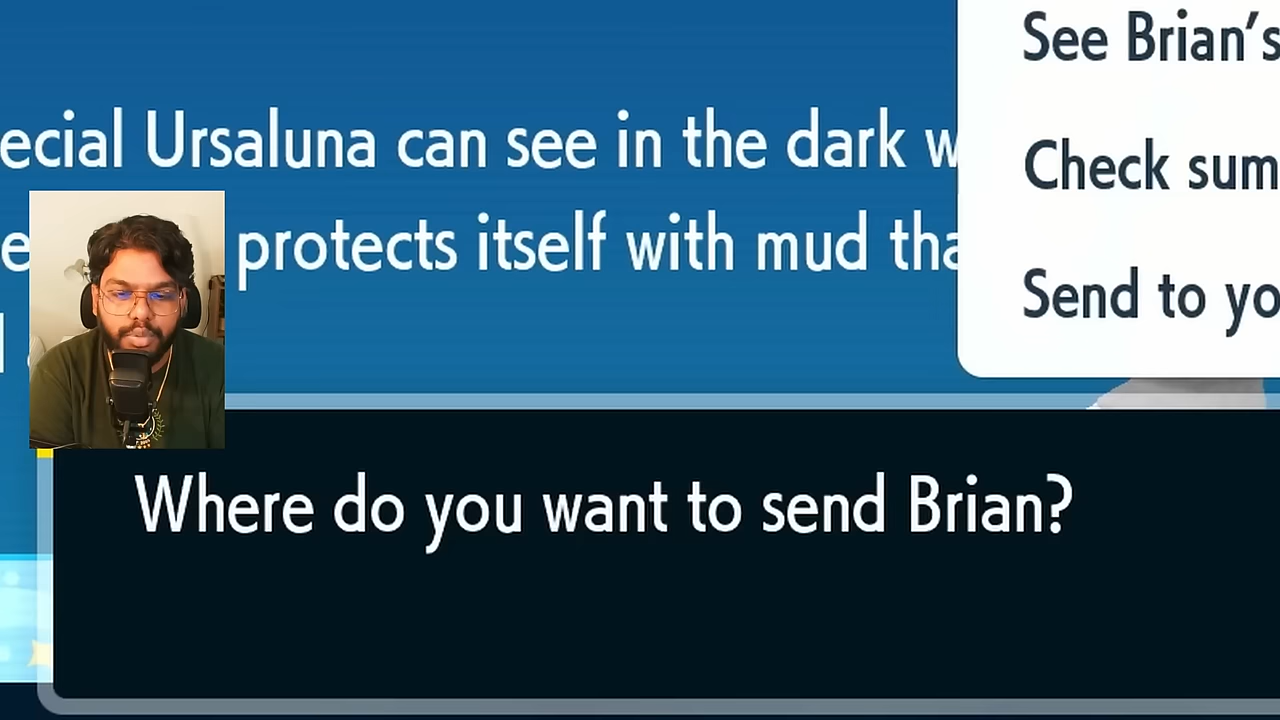 See Brian's
ecial Ursaluna can see in the dark w
Check sum
e protects itself with mud tha
Send to yo
Where do you want to send Brian?